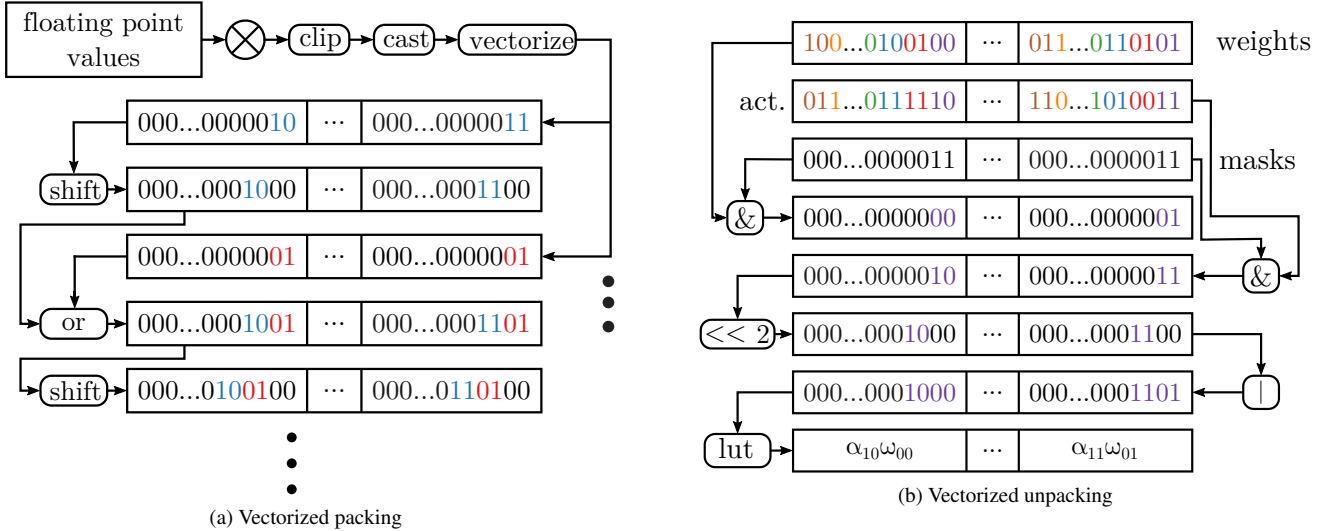 floating point
values
clip
cast
vectorize
000...0000010 ... 000...0000011
shift
000...0001000 ... 000...0001100
000...0000001 ... 000...0000001
or
000...0001001 ... 000...0001101
shift
000...0100100 ... 000...0110100
(a) Vectorized packing
100...0100100 ... 011...0110101 weights
act. 011...0111110 ... 110...1010011
000...0000011 ... 000...0000011 masks
& 000...0000000 ... 000...0000001
000...0000010 ... 000...0000011 &
<< 2 000...0001000 ... 000...0001100
000...0001000 ... 000...0001101 |
lut α₁₀ω₀₀ ... α₁₁ω₀₁
(b) Vectorized unpacking